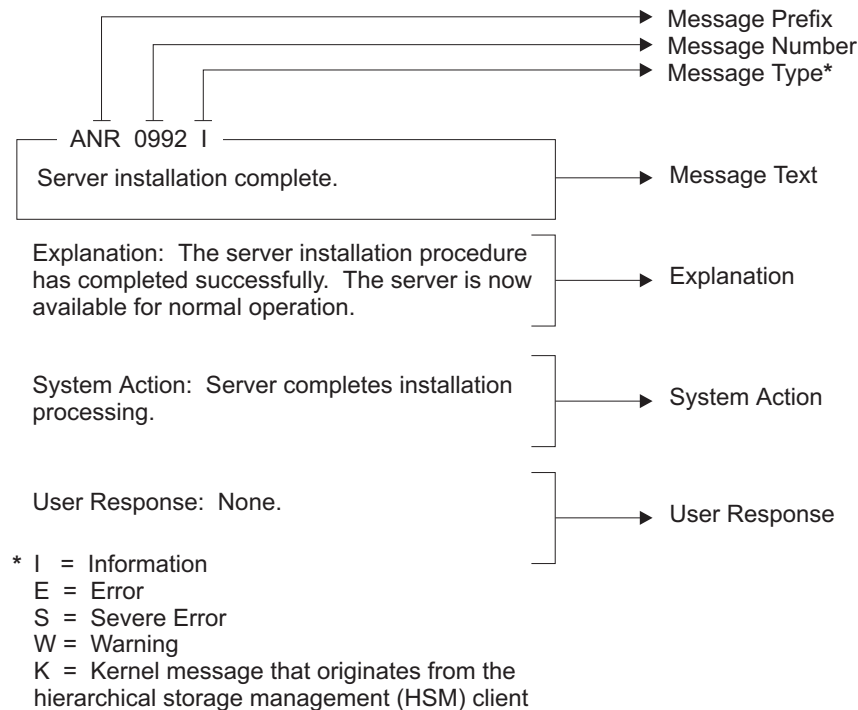 Message Prefix
Message Number
Message Type*
ANR 0992 I
Server installation complete.
Message Text
Explanation: The server installation procedure
has completed successfully. The server is now
available for normal operation.
Explanation
System Action: Server completes installation
processing.
System Action
User Response: None.
User Response
* I = Information
E = Error
S = Severe Error
W = Warning
K = Kernel message that originates from the
hierarchical storage management (HSM) client